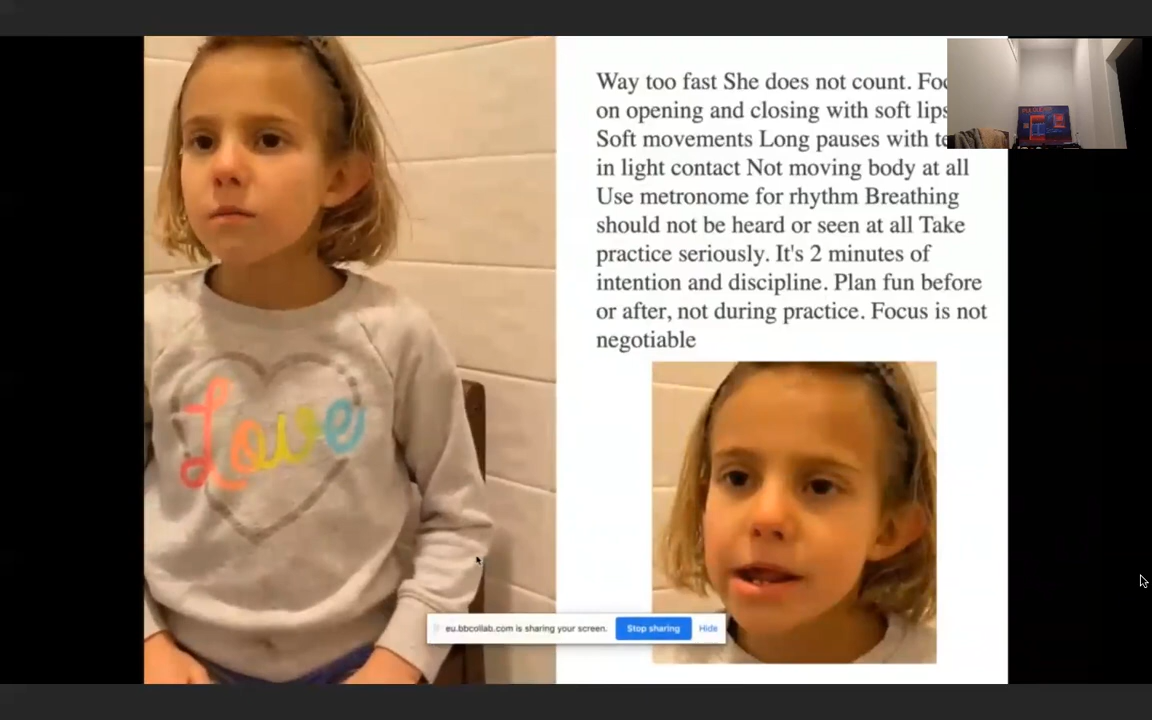 Way too fast She does not count.
on opening and closing with soft lips
Soft movements Long pauses with
in light contact Not moving body at all
Use metronome for rhythm Breathing
should not be heard or seen at all Take
practice seriously. It's 2 minutes of
intention and discipline. Plan fun before
or after, not during practice. Focus is not
negotiable
Love
eu.bbcollab.com is sharing your screen. Stop sharing Hide